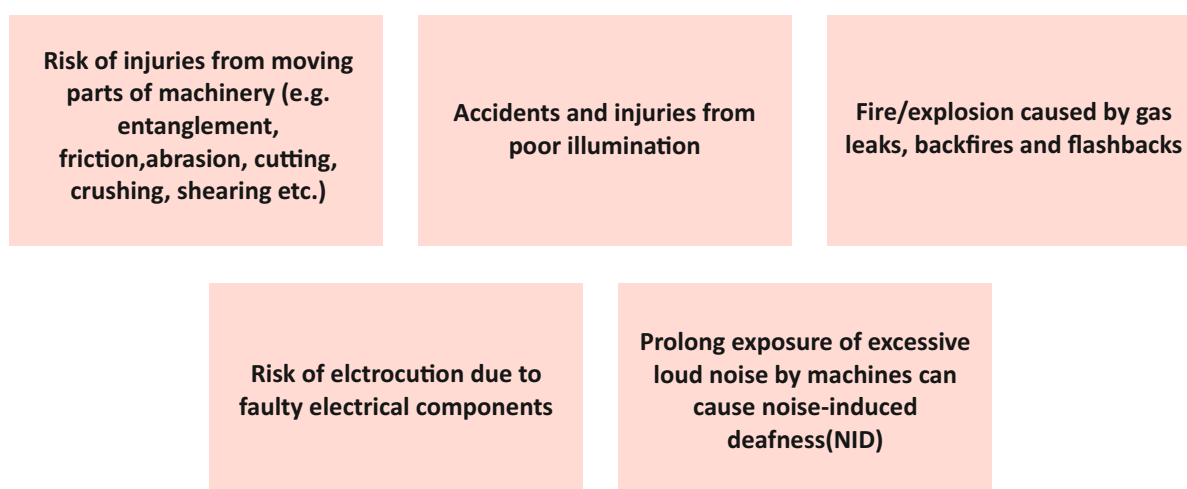 Risk of injuries from moving
parts of machinery (e.g.
entanglement,
friction,abrasion, cutting,
crushing, shearing etc.)
Accidents and injuries from
poor illumination
Fire/explosion caused by gas
leaks, backfires and flashbacks
Risk of elctrocution due to
faulty electrical components
Prolong exposure of excessive
loud noise by machines can
cause noise-induced
deafness(NID)